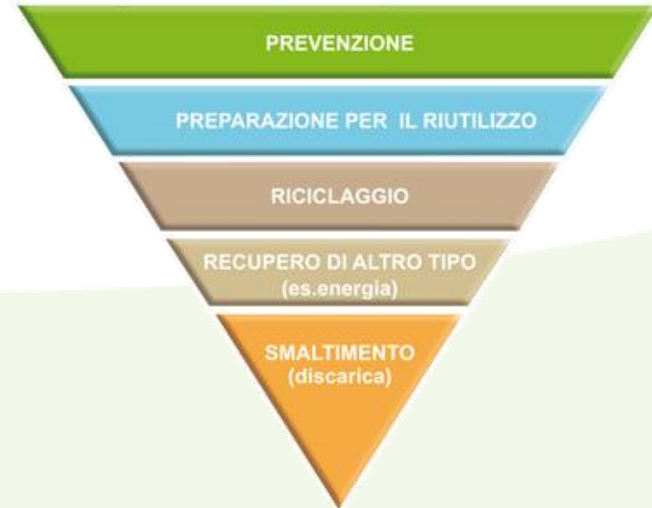 PREVENZIONE
PREPARAZIONE PER IL RIUTILIZZO
RICICLAGGIO
RECUPERO DI ALTRO TIPO
(es.energia)
SMALTIMENTO
(discarica)